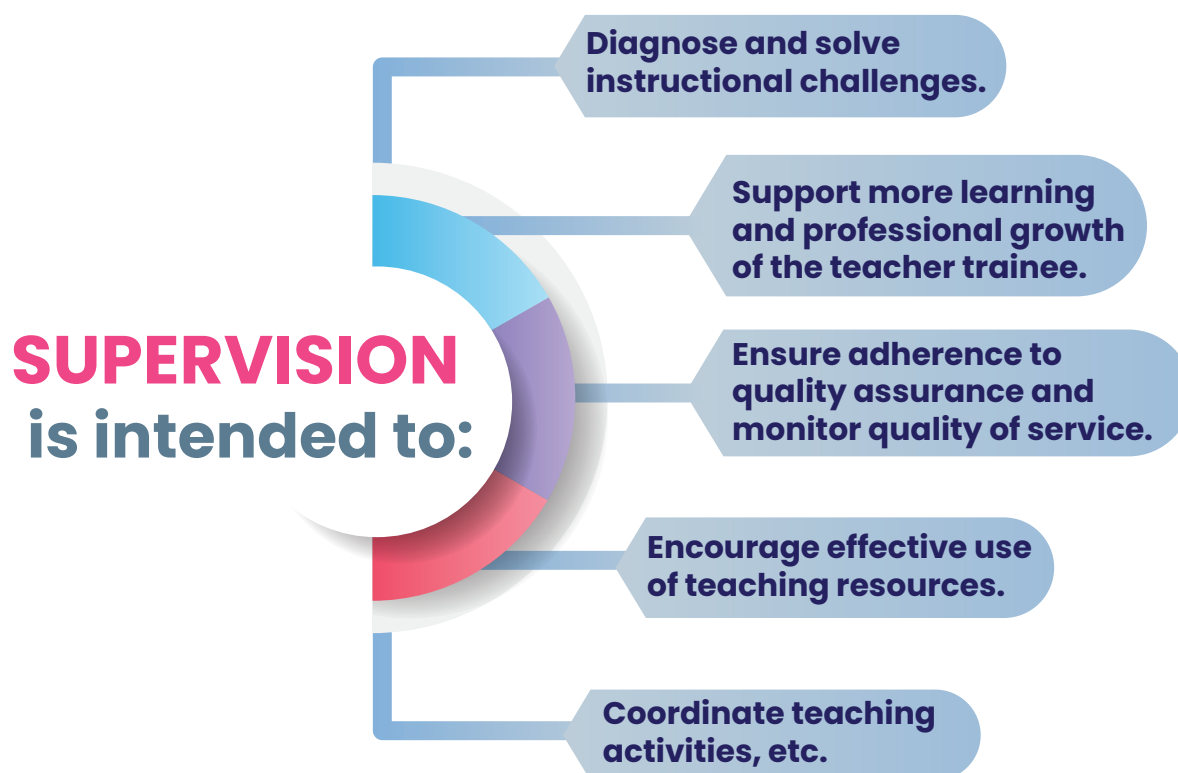 SUPERVISION
is intended to:
Diagnose and solve
instructional challenges.
Support more learning
and professional growth
of the teacher trainee.
Ensure adherence to
quality assurance and
monitor quality of service.
Encourage effective use
of teaching resources.
Coordinate teaching
activities, etc.